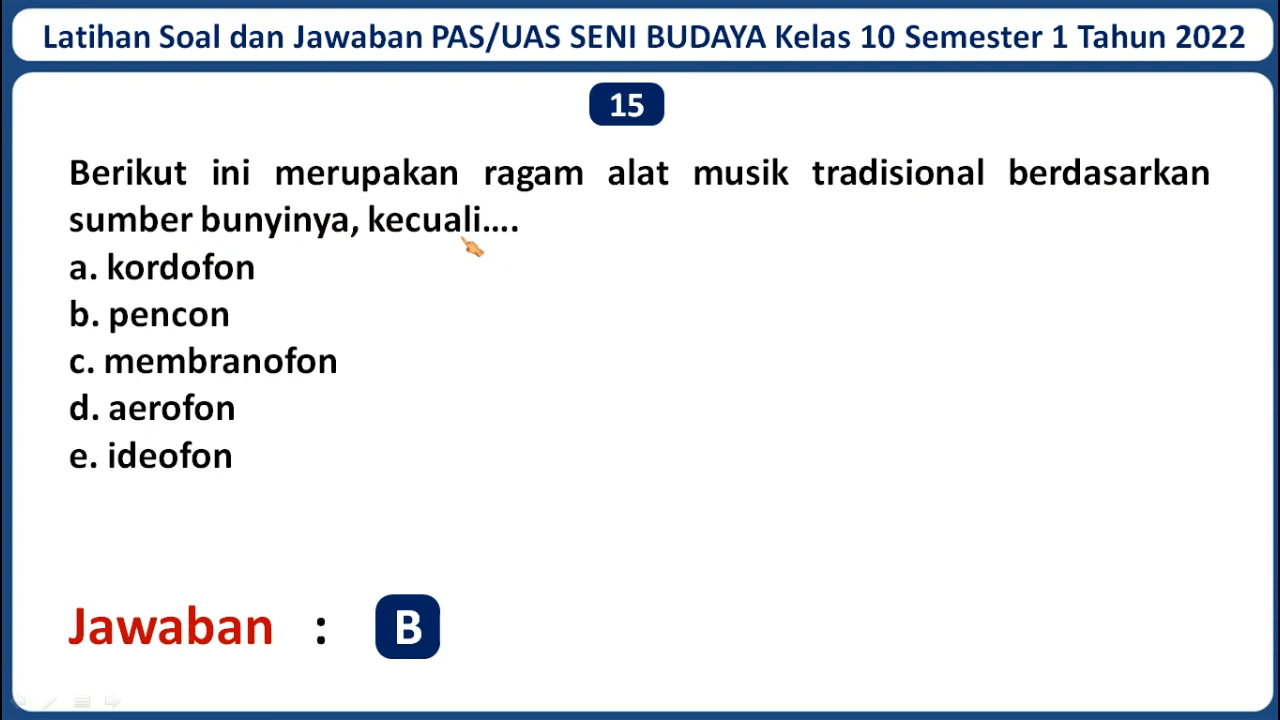 Latihan Soal dan Jawaban PAS/UAS SENI BUDAYA Kelas 10 Semester 1 Tahun 2022
15
Berikut ini merupakan ragam alat musik tradisional berdasarkan
sumber bunyinya, kecuali....
a. kordofon
b. pencon
c. membranofon
d. aerofon
e. ideofon
Jawaban : B